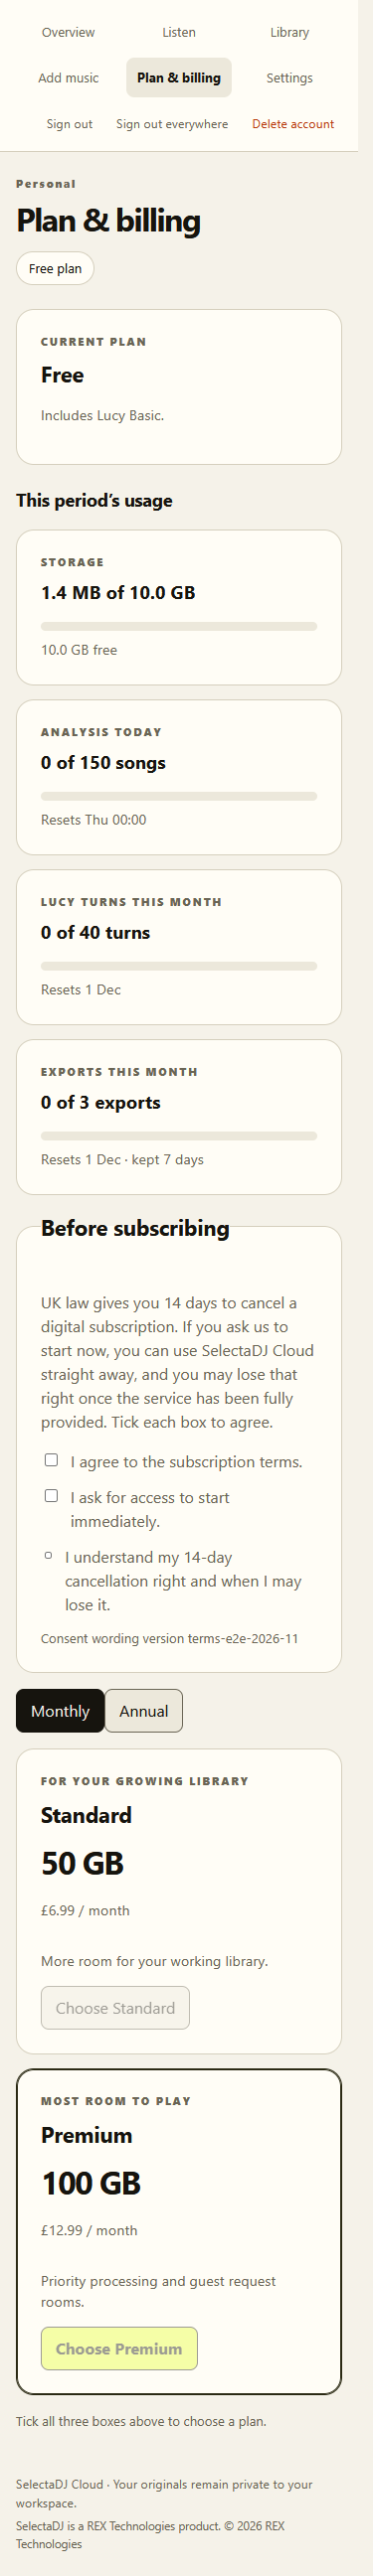 Overview
Listen
Library
Add music
Plan & billing
Settings
Sign out
Sign out everywhere
Delete account
Personal
Plan & billing
Free plan
CURRENT PLAN
Free
Includes Lucy Basic.
This period’s usage
STORAGE
1.4 MB of 10.0 GB
10.0 GB free
ANALYSIS TODAY
0 of 150 songs
Resets Thu 00:00
LUCY TURNS THIS MONTH
0 of 40 turns
Resets 1 Dec
EXPORTS THIS MONTH
0 of 3 exports
Resets 1 Dec · kept 7 days
Before subscribing
UK law gives you 14 days to cancel a
digital subscription. If you ask us to
start now, you can use SelectaDJ Cloud
straight away, and you may lose that
right once the service has been fully
provided. Tick each box to agree.
I agree to the subscription terms.
I ask for access to start
immediately.
I understand my 14-day
cancellation right and when I may
lose it.
Consent wording version terms-e2e-2026-11
Monthly
Annual
FOR YOUR GROWING LIBRARY
Standard
50 GB
£6.99 / month
More room for your working library.
Choose Standard
MOST ROOM TO PLAY
Premium
100 GB
£12.99 / month
Priority processing and guest request
rooms.
Choose Premium
Tick all three boxes above to choose a plan.
SelectaDJ Cloud · Your originals remain private to your
workspace.
SelectaDJ is a REX Technologies product. © 2026 REX
Technologies